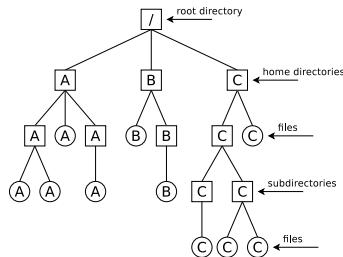 / root directory
A B C home directories
A A A B B C C files
A A A B C C subdirectories
C C C files